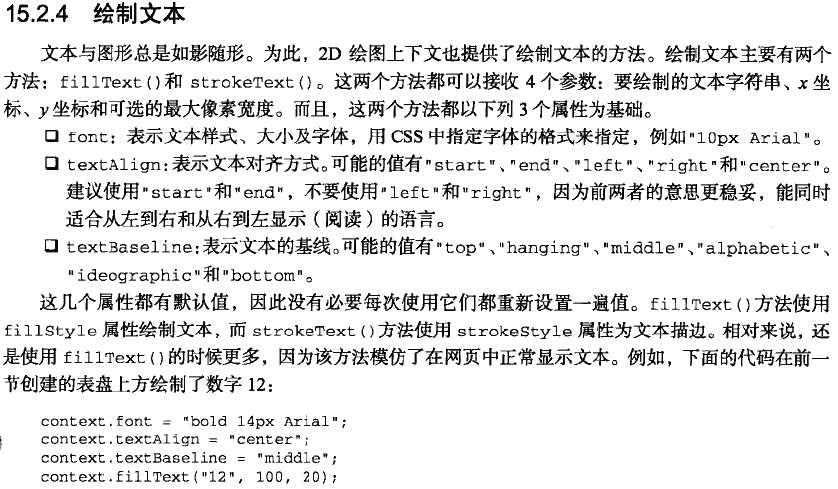 15.2.4 绘制文本
文本与图形总是如影随形。为此，2D 绘图上下文也提供了绘制文本的方法。绘制文本主要有两个
方法：fillText()和 strokeText()。这两个方法都可以接收 4 个参数：要绘制的文本字符串、x 坐
标、y 坐标和可选的最大像素宽度。而且，这两个方法都以下列 3 个属性为基础。
❑ font：表示文本样式、大小及字体，用 CSS 中指定字体的格式来指定，例如"10px Arial"。
❑ textAlign：表示文本对齐方式。可能的值有"start"、"end"、"left"、"right"和"center"。
建议使用"start"和"end"，不要使用"left"和"right"，因为前两者的意思更稳妥，能同时
适合从左到右和从右到左显示（阅读）的语言。
❑ textBaseline：表示文本的基线。可能的值有"top"、"hanging"、"middle"、"alphabetic"、
"ideographic"和"bottom"。
这几个属性都有默认值，因此没有必要每次使用它们都重新设置一遍值。fillText()方法使用
fillStyle 属性绘制文本，而 strokeText()方法使用 strokeStyle 属性为文本描边。相对来说，还
是使用 fillText()的时候更多，因为该方法模仿了在网页中正常显示文本。例如，下面的代码在前一
节创建的表盘上方绘制了数字 12：
context.font = "bold 14px Arial";
context.textAlign = "center";
context.textBaseline = "middle";
context.fillText("12", 100, 20);